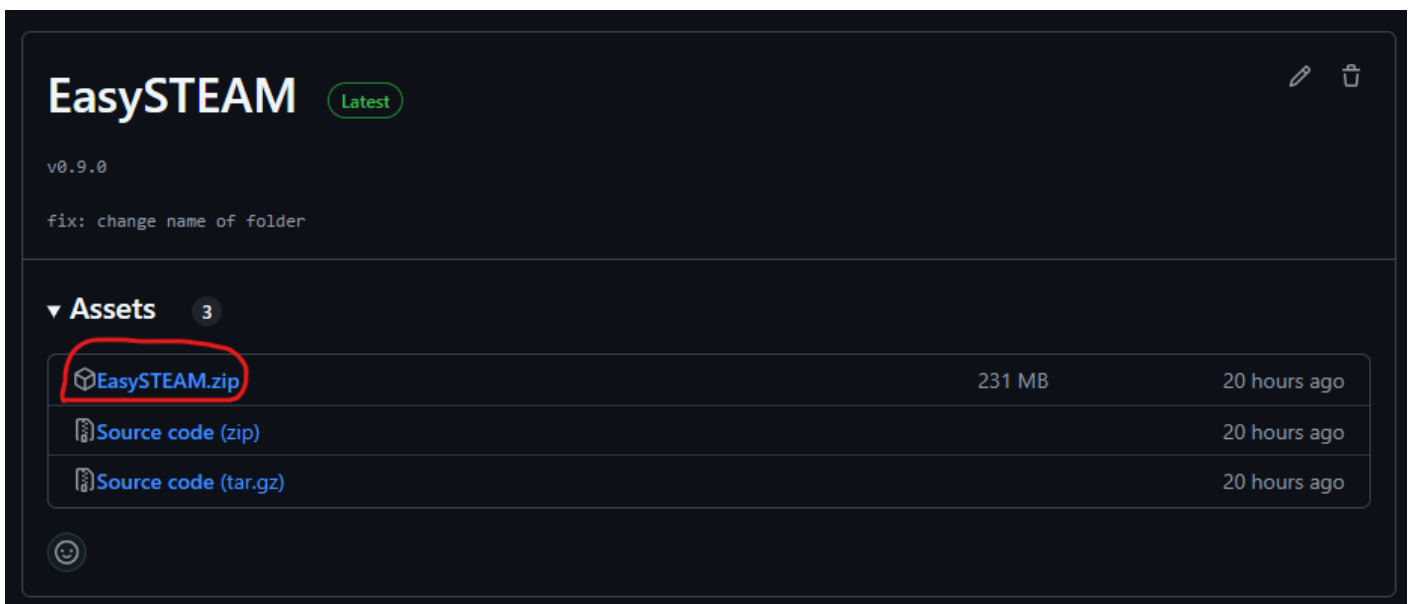 EasySTEAM Latest
v0.9.0
fix: change name of folder
Assets 3
EasySTEAM.zip 231 MB 20 hours ago
Source code (zip) 20 hours ago
Source code (tar.gz) 20 hours ago